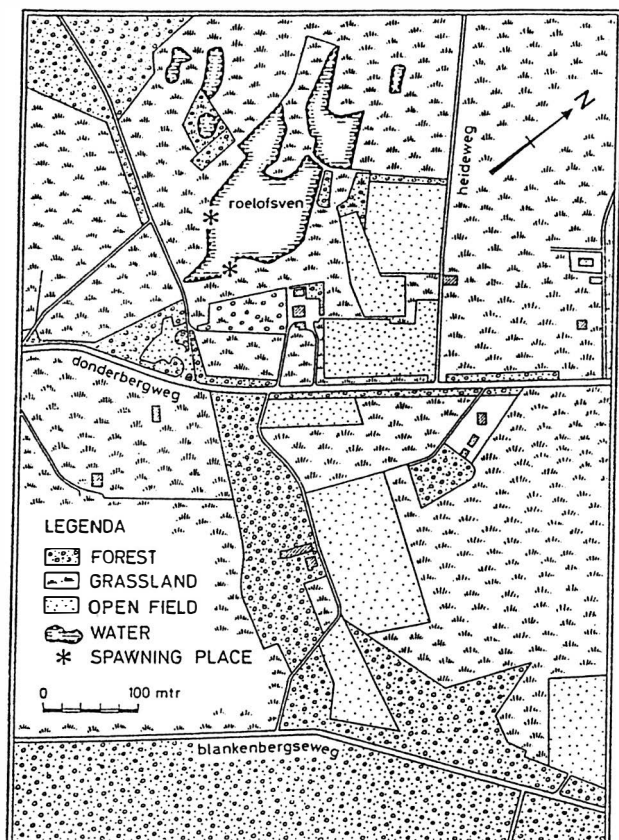 N
heideweg
roelofsven
donderbergweg
LEGENDA
FOREST
GRASSLAND
OPEN FIELD
WATER
* SPAWNING PLACE
0 100 mtr
blankenbergseweg